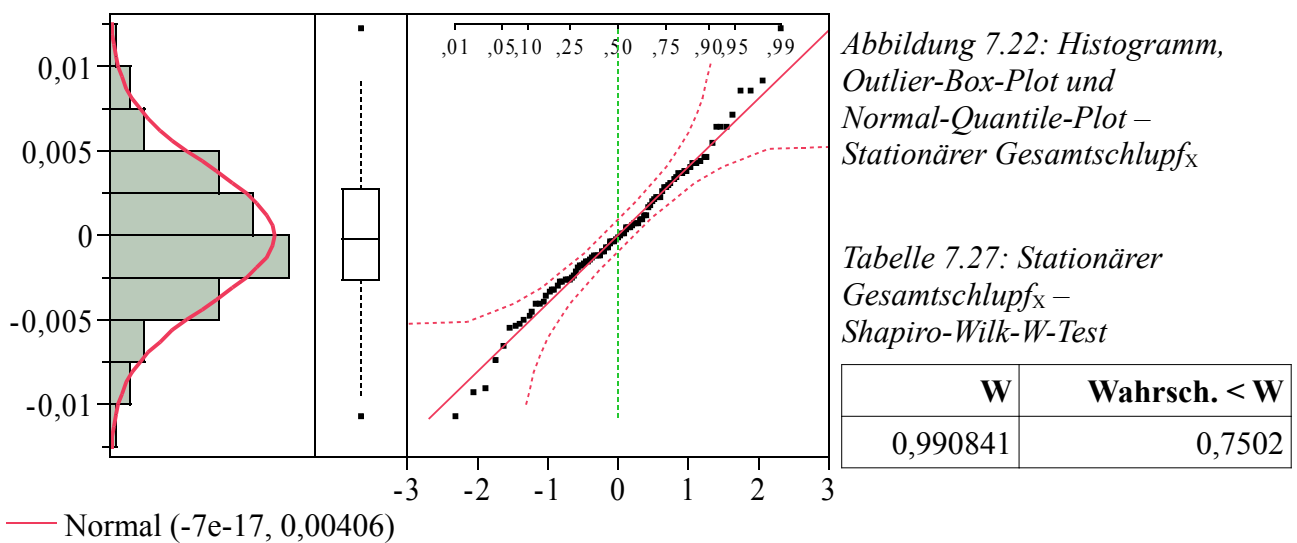 0,01
0,005
0
-0,005
-0,01
,01 ,05 ,10 ,25 ,50 ,75 ,90 ,95 ,99
-3 -2 -1 0 1 2 3
Normal (-7e-17, 0,00406)
Abbildung 7.22: Histogramm,
Outlier-Box-Plot und
Normal-Quantile-Plot –
Stationärer GesamtschlupfX
Tabelle 7.27: Stationärer
GesamtschlupfX –
Shapiro-Wilk-W-Test
W Wahrsch. < W
0,990841 0,7502